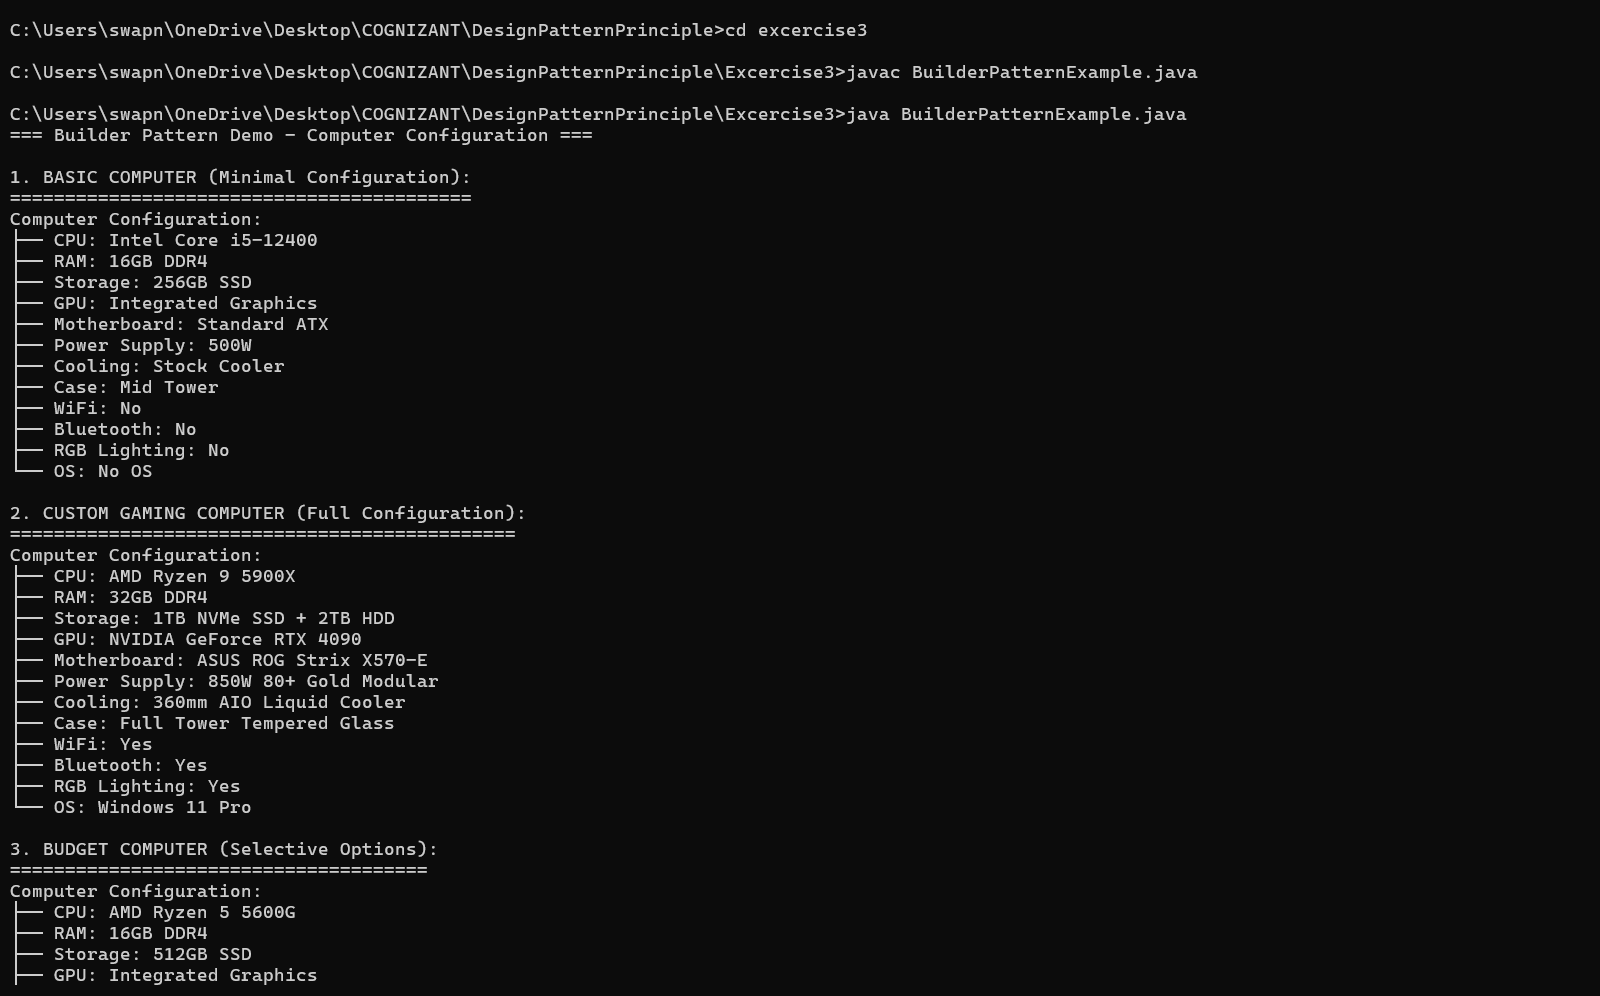 C:\Users\swapn\OneDrive\Desktop\COGNIZANT\DesignPatternPrinciple>cd excercise3
C:\Users\swapn\OneDrive\Desktop\COGNIZANT\DesignPatternPrinciple\Excercise3>javac BuilderPatternExample.java
C:\Users\swapn\OneDrive\Desktop\COGNIZANT\DesignPatternPrinciple\Excercise3>java BuilderPatternExample.java
=== Builder Pattern Demo - Computer Configuration ===
1. BASIC COMPUTER (Minimal Configuration):
==========================================
Computer Configuration:
├── CPU: Intel Core i5-12400
├── RAM: 16GB DDR4
├── Storage: 256GB SSD
├── GPU: Integrated Graphics
├── Motherboard: Standard ATX
├── Power Supply: 500W
├── Cooling: Stock Cooler
├── Case: Mid Tower
├── WiFi: No
├── Bluetooth: No
├── RGB Lighting: No
└── OS: No OS
2. CUSTOM GAMING COMPUTER (Full Configuration):
==============================================
Computer Configuration:
├── CPU: AMD Ryzen 9 5900X
├── RAM: 32GB DDR4
├── Storage: 1TB NVMe SSD + 2TB HDD
├── GPU: NVIDIA GeForce RTX 4090
├── Motherboard: ASUS ROG Strix X570-E
├── Power Supply: 850W 80+ Gold Modular
├── Cooling: 360mm AIO Liquid Cooler
├── Case: Full Tower Tempered Glass
├── WiFi: Yes
├── Bluetooth: Yes
├── RGB Lighting: Yes
└── OS: Windows 11 Pro
3. BUDGET COMPUTER (Selective Options):
======================================
Computer Configuration:
├── CPU: AMD Ryzen 5 5600G
├── RAM: 16GB DDR4
├── Storage: 512GB SSD
├── GPU: Integrated Graphics